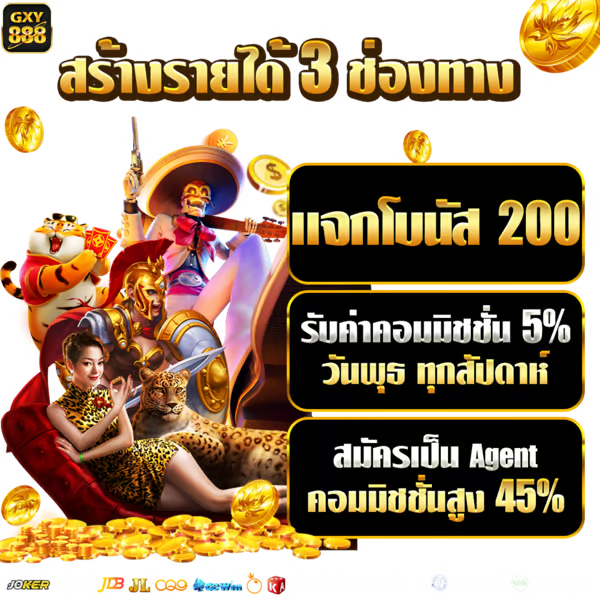 GXY
888
สร้างรายได้ 3 ช่องทาง
แจกโบนัส 200
รับค่าคอมมิชชั่น 5%
วันพุธ ทุกสัปดาห์
สมัครเป็น Agent
คอมมิชชั่นสูง 45%
JOKER JDB JL CQ9 KA